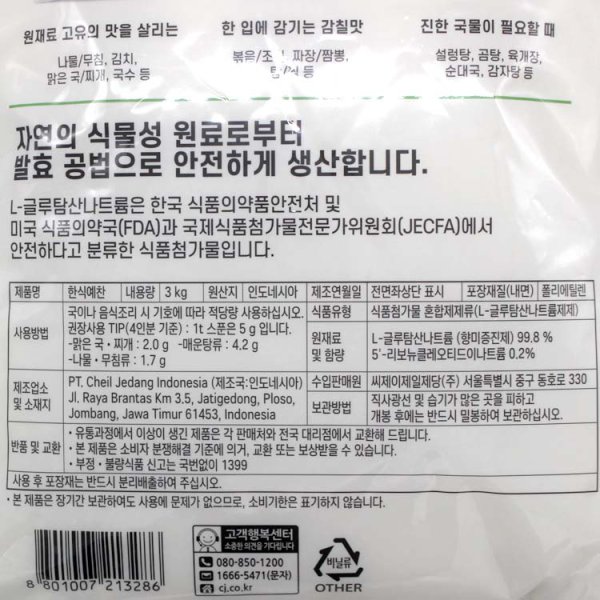 원재료 고유의 맛을 살리는
나물/무침, 김치,
맑은 국/찌개, 국수 등
한 입에 감기는 감칠맛
볶음/조림, 짜장/짬뽕,
등
진한 국물이 필요할 때
설렁탕, 곰탕, 육개장,
순대국, 감자탕 등
자연의 식물성 원료로부터
발효 공법으로 안전하게 생산합니다.
L-글루탐산나트륨은 한국 식품의약품안전처 및
미국 식품의약국(FDA)과 국제식품첨가물전문가위원회(JECFA)에서
안전하다고 분류한 식품첨가물입니다.
제품명 한식예찬 내용량 3 kg 원산지 인도네시아 제조연월일 전면좌상단 표시 포장재질(내면) 폴리에틸렌
사용방법
국이나 음식조리 시 기호에 따라 적당량 사용하십시오.
권장사용 TIP(4인분 기준) : 1t 스푼은 5 g 입니다.
-맑은 국・찌개 : 2.0 g -매운탕류 : 4.2 g
-나물・무침류 : 1.7 g
식품유형 식품첨가물 혼합제제류(L-글루탐산나트륨제제)
원재료
및 함량
L-글루탐산나트륨 (향미증진제) 99.8 %
5'-리보뉴클레오티드이나트륨 0.2%
제조업소
및 소재지
PT. Cheil Jedang Indonesia (제조국:인도네시아)
Jl. Raya Brantas Km 3.5, Jatigedong, Ploso,
Jombang, Jawa Timur 61453, Indonesia
수입판매원 씨제이제일제당(주) 서울특별시 중구 동호로 330
보관방법
직사광선 및 습기가 많은 곳을 피하고
개봉 후에는 반드시 밀봉하여 보관하십시오.
반품 및 교환
・유통과정에서 이상이 생긴 제품은 각 판매처와 전국 대리점에서 교환해 드립니다.
・본 제품은 소비자 분쟁해결 기준에 의거, 교환 또는 보상받을 수 있습니다.
・부정・불량식품 신고는 국번없이 1399
사용 후 포장재는 반드시 분리배출하여 주십시오.
・본 제품은 장기간 보관하여도 사용에 문제가 없으므로, 소비기한은 표기하지 않습니다.
8 801007 213286
고객행복센터
소중한 의견을 기다립니다
080-850-1200
1666-5471(문자)
cj.co.kr
비닐류
OTHER